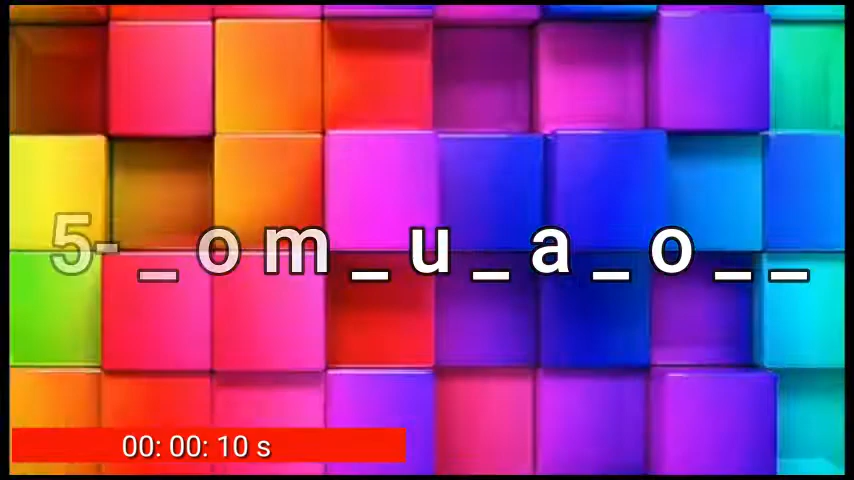 5- _ o m _ u _ a _ o _ _
00: 00: 10 s